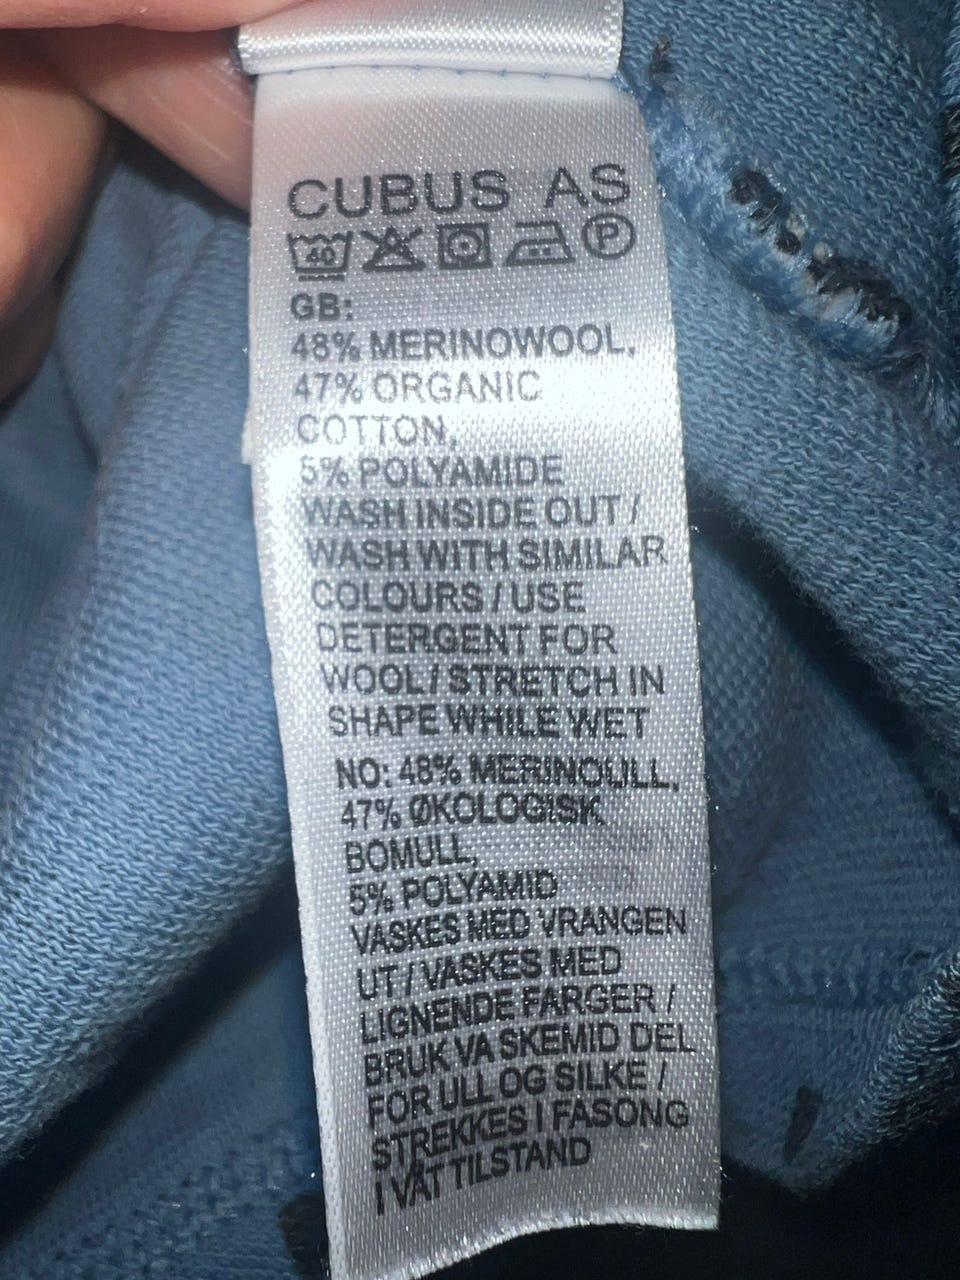 CUBUS AS
40 P
GB:
48% MERINOWOOL,
47% ORGANIC
COTTON,
5% POLYAMIDE
WASH INSIDE OUT /
WASH WITH SIMILAR
COLOURS / USE
DETERGENT FOR
WOOL / STRETCH IN
SHAPE WHILE WET
NO: 48% MERINOULL,
47% ØKOLOGISK
BOMULL,
5% POLYAMID
VASKES MED VRANGEN
UT / VASKES MED
LIGNENDE FARGER /
BRUK VA SKEMID DEL
FOR ULL OG SILKE /
STREKKES I FASONG
I VÅT TILSTAND